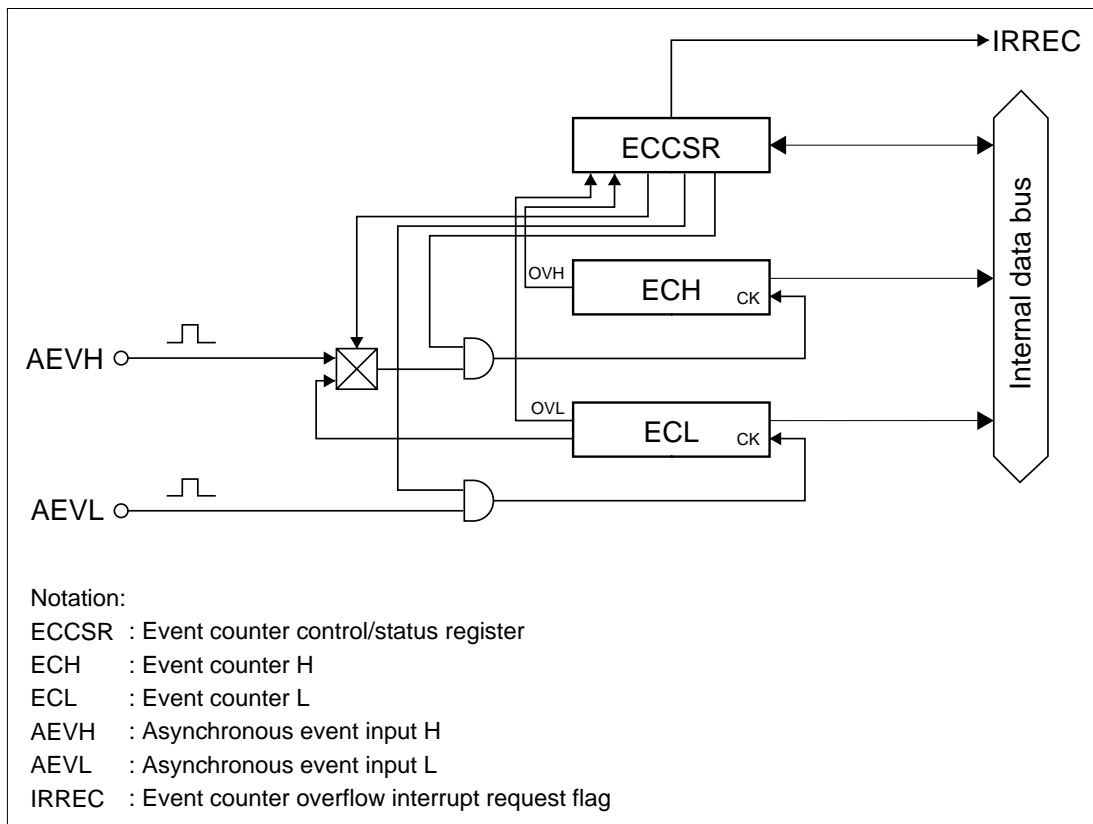 IRREC
ECCSR
Internal data bus
OVH
ECH
CK
AEVH
OVL
ECL
CK
AEVL
Notation:
ECCSR : Event counter control/status register
ECH : Event counter H
ECL : Event counter L
AEVH : Asynchronous event input H
AEVL : Asynchronous event input L
IRREC : Event counter overflow interrupt request flag